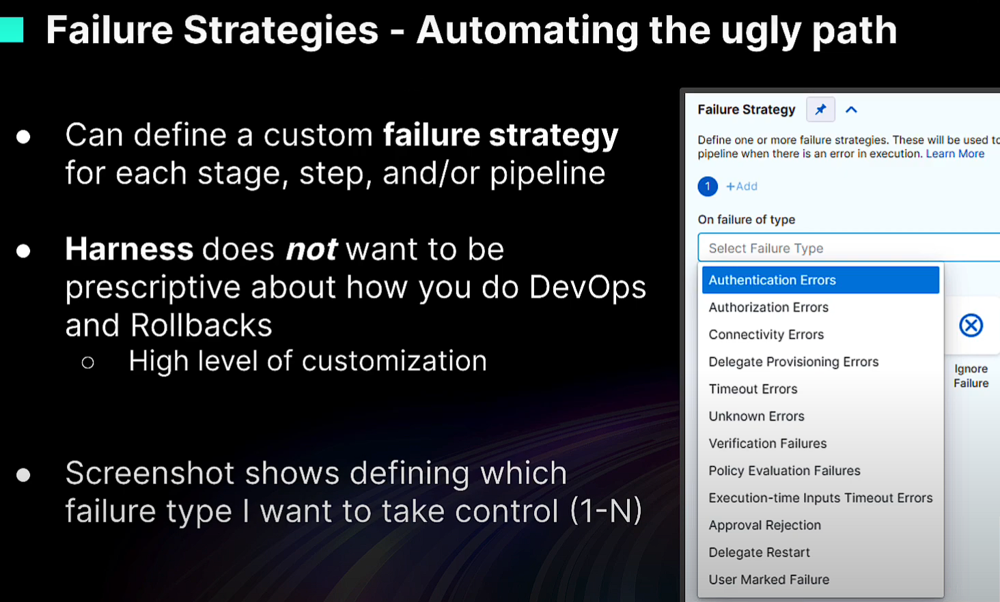 Failure Strategies - Automating the ugly path
Can define a custom failure strategy
for each stage, step, and/or pipeline
Harness does not want to be
prescriptive about how you do DevOps
and Rollbacks
High level of customization
Screenshot shows defining which
failure type I want to take control (1-N)
Failure Strategy
Define one or more failure strategies. These will be used to
pipeline when there is an error in execution. Learn More
1 +Add
On failure of type
Select Failure Type
Authentication Errors
Authorization Errors
Connectivity Errors
Delegate Provisioning Errors
Timeout Errors
Unknown Errors
Verification Failures
Policy Evaluation Failures
Execution-time Inputs Timeout Errors
Approval Rejection
Delegate Restart
User Marked Failure
Ignore
Failure